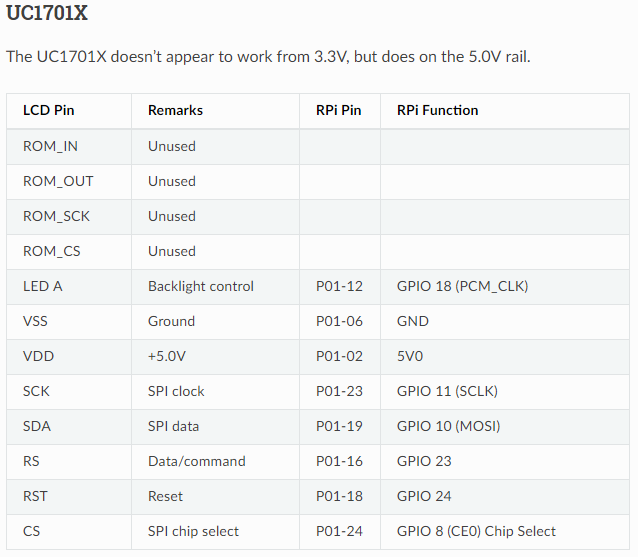 UC1701X
The UC1701X doesn't appear to work from 3.3V, but does on the 5.0V rail.
LCD Pin Remarks RPi Pin RPi Function
ROM_IN Unused
ROM_OUT Unused
ROM_SCK Unused
ROM_CS Unused
LED A Backlight control P01-12 GPIO 18 (PCM_CLK)
VSS Ground P01-06 GND
VDD +5.0V P01-02 5V0
SCK SPI clock P01-23 GPIO 11 (SCLK)
SDA SPI data P01-19 GPIO 10 (MOSI)
RS Data/command P01-16 GPIO 23
RST Reset P01-18 GPIO 24
CS SPI chip select P01-24 GPIO 8 (CE0) Chip Select